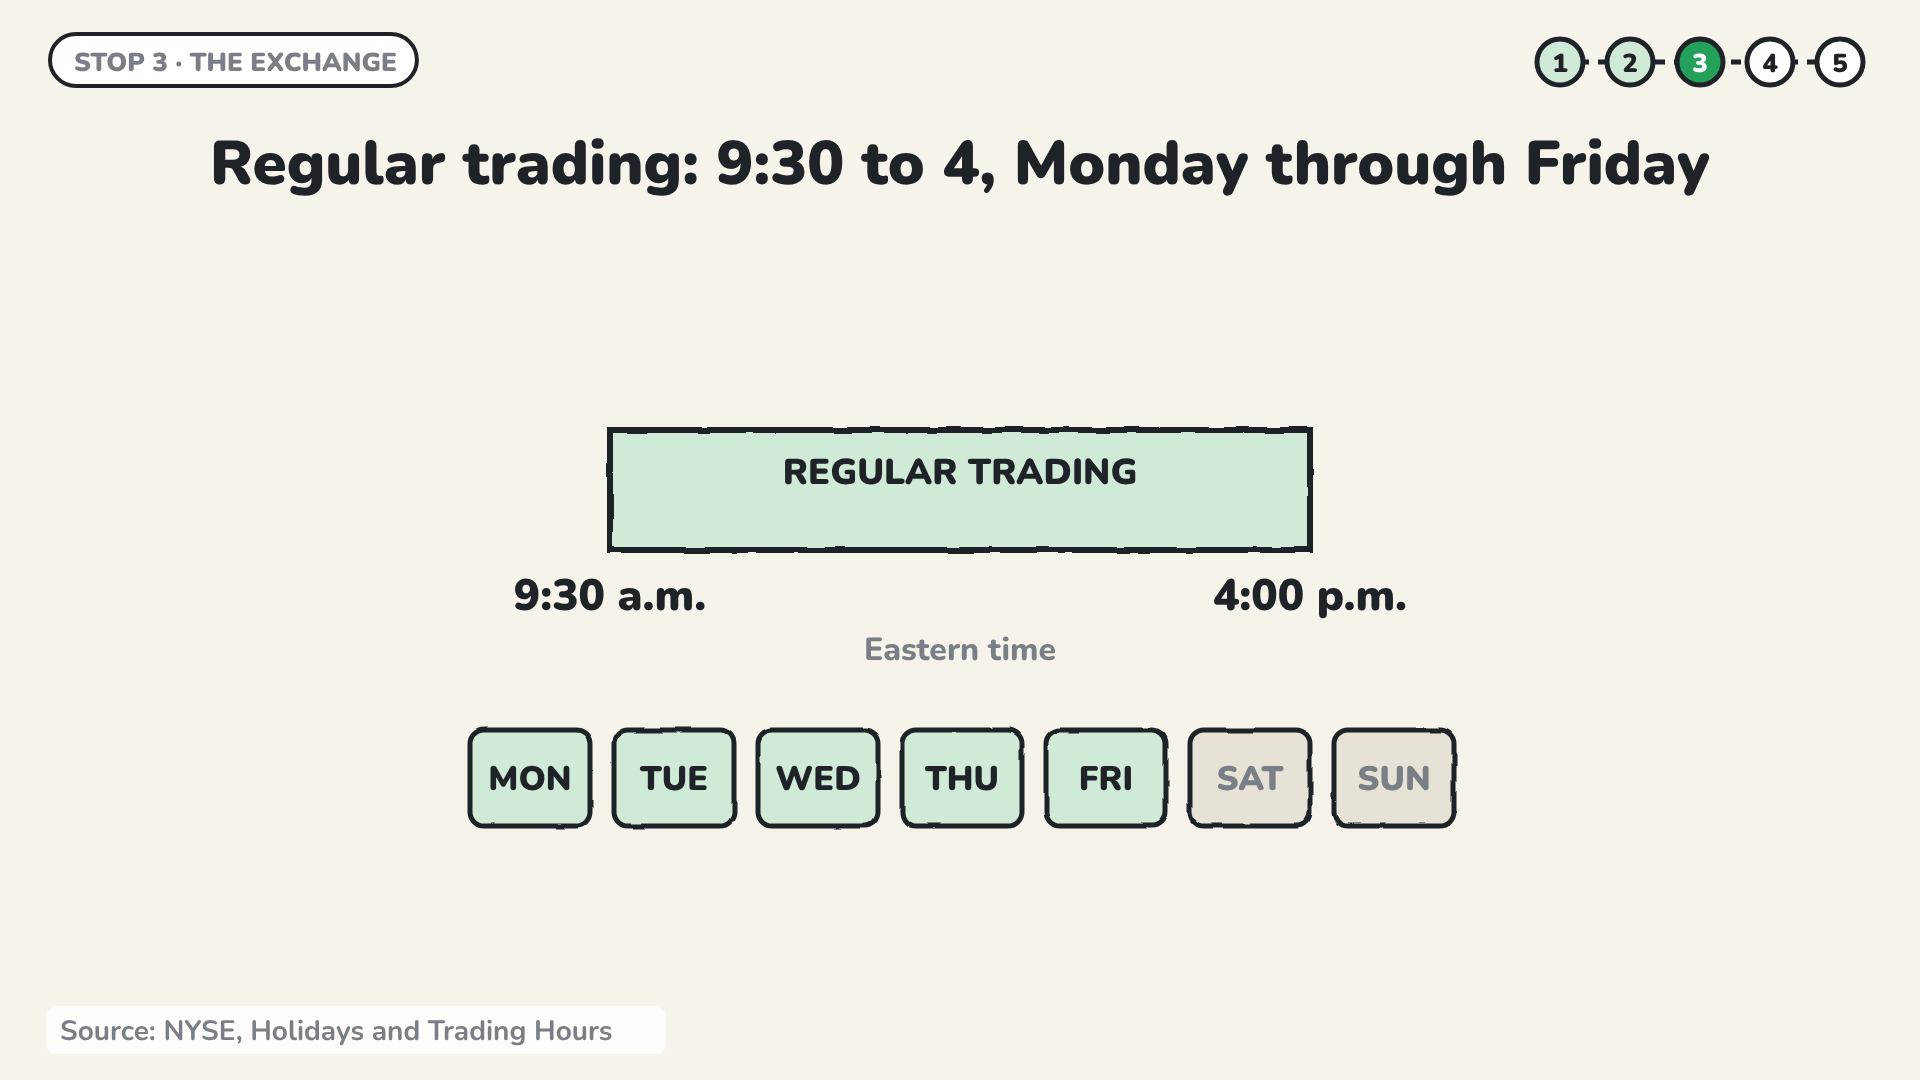 STOP 3 · THE EXCHANGE
1 2 3 4 5
Regular trading: 9:30 to 4, Monday through Friday
REGULAR TRADING
9:30 a.m. 4:00 p.m.
Eastern time
MON TUE WED THU FRI SAT SUN
Source: NYSE, Holidays and Trading Hours